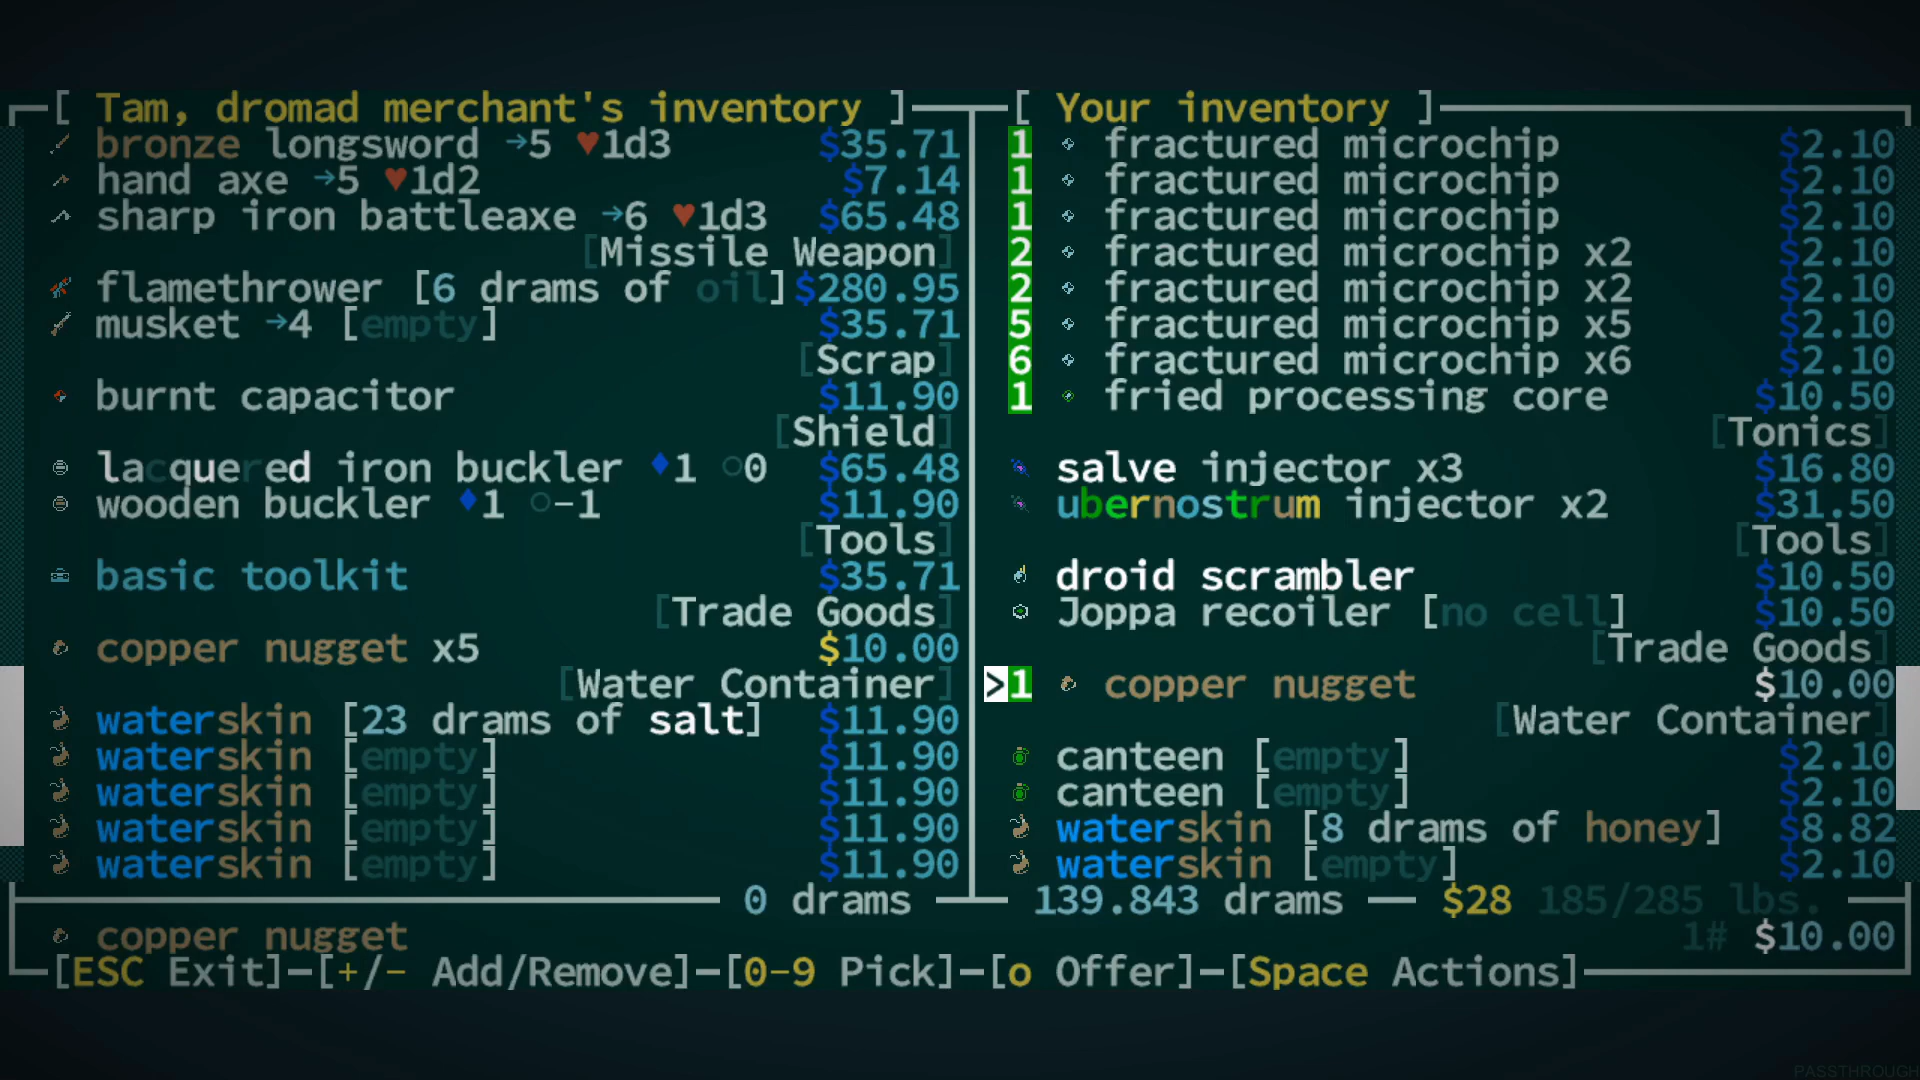 [ Tam, dromad merchant's inventory ]
bronze longsword →5 ♥1d3 $35.71
hand axe →5 ♥1d2 $7.14
sharp iron battleaxe →6 ♥1d3 $65.48
[Missile Weapon]
flamethrower [6 drams of oil] $280.95
musket →4 [empty] $35.71
[Scrap]
burnt capacitor $11.90
[Shield]
lacquered iron buckler ♦1 ○0 $65.48
wooden buckler ♦1 ○-1 $11.90
[Tools]
basic toolkit $35.71
[Trade Goods]
copper nugget x5 $10.00
[Water Container]
waterskin [23 drams of salt] $11.90
waterskin [empty] $11.90
waterskin [empty] $11.90
waterskin [empty] $11.90
waterskin [empty] $11.90
0 drams
[ Your inventory ]
1 fractured microchip $2.10
1 fractured microchip $2.10
1 fractured microchip $2.10
2 fractured microchip x2 $2.10
2 fractured microchip x2 $2.10
5 fractured microchip x5 $2.10
6 fractured microchip x6 $2.10
1 fried processing core $10.50
[Tonics]
salve injector x3 $16.80
ubernostrum injector x2 $31.50
[Tools]
droid scrambler $10.50
Joppa recoiler [no cell] $10.50
[Trade Goods]
>1 copper nugget $10.00
[Water Container]
canteen [empty] $2.10
canteen [empty] $2.10
waterskin [8 drams of honey] $8.82
waterskin [empty] $2.10
139.843 drams — $28 185/285 lbs.
copper nugget 1# $10.00
[ESC Exit]—[+/- Add/Remove]—[0-9 Pick]—[o Offer]—[Space Actions]
PASSTHROUGH